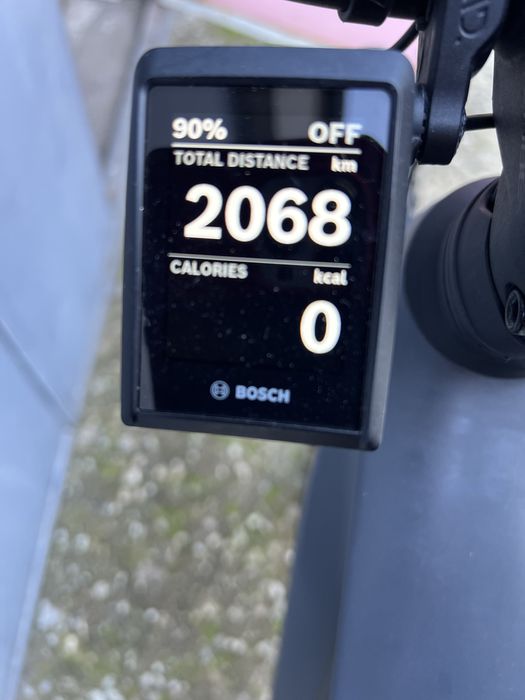 90% OFF
TOTAL DISTANCE km
2068
CALORIES kcal
0
BOSCH